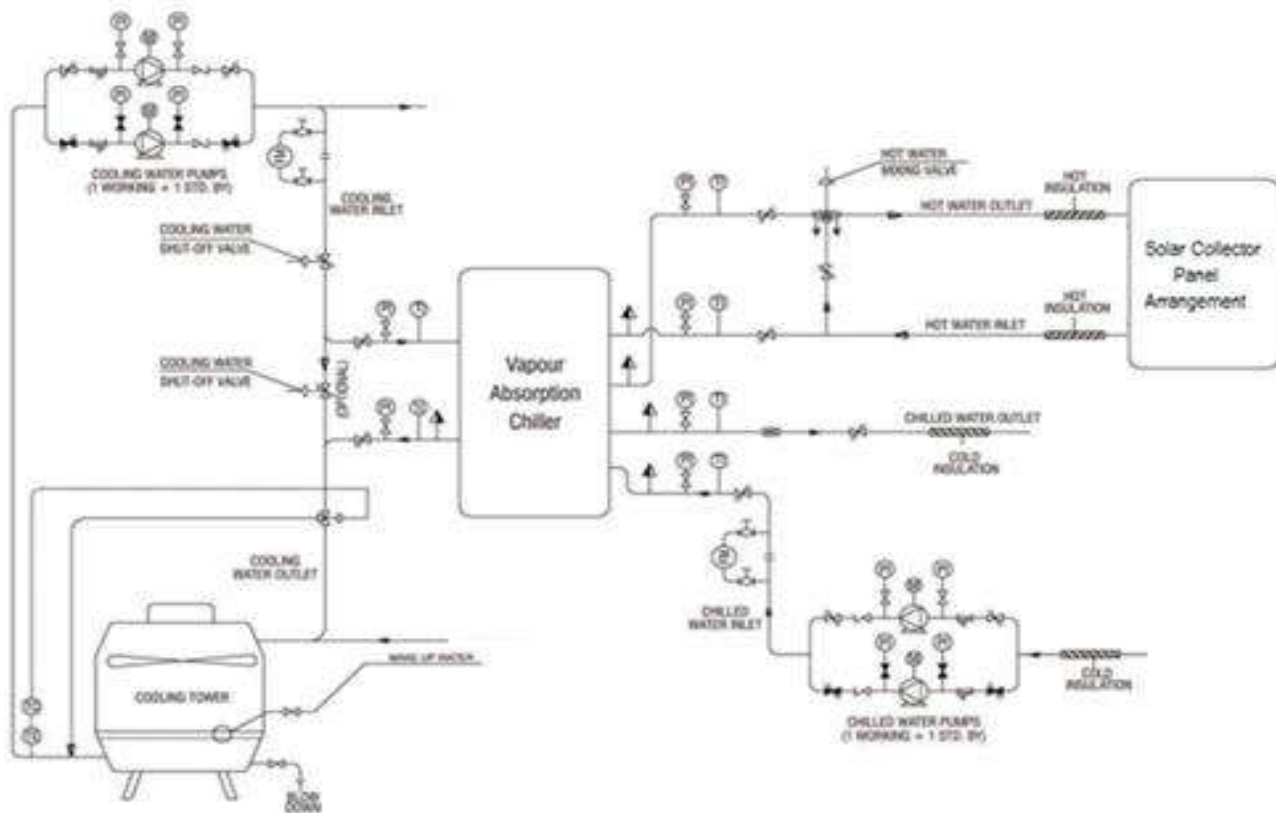 COOLING WATER PUMPS
(1 WORKING + 1 STD. BY)
COOLING
WATER INLET
COOLING WATER
SHUT-OFF VALVE
COOLING WATER
SHUT-OFF VALVE
(OPTIONAL)
COOLING
WATER OUTLET
COOLING TOWER
MAKE UP WATER
BLOW
DOWN
Vapour
Absorption
Chiller
HOT WATER
MIXING VALVE
HOT WATER OUTLET
HOT
INSULATION
HOT WATER INLET
HOT
INSULATION
Solar Collector
Panel
Arrangement
CHILLED WATER OUTLET
COLD
INSULATION
CHILLED
WATER INLET
CHILLED WATER PUMPS
(1 WORKING + 1 STD. BY)
COLD
INSULATION
M
M
M
M